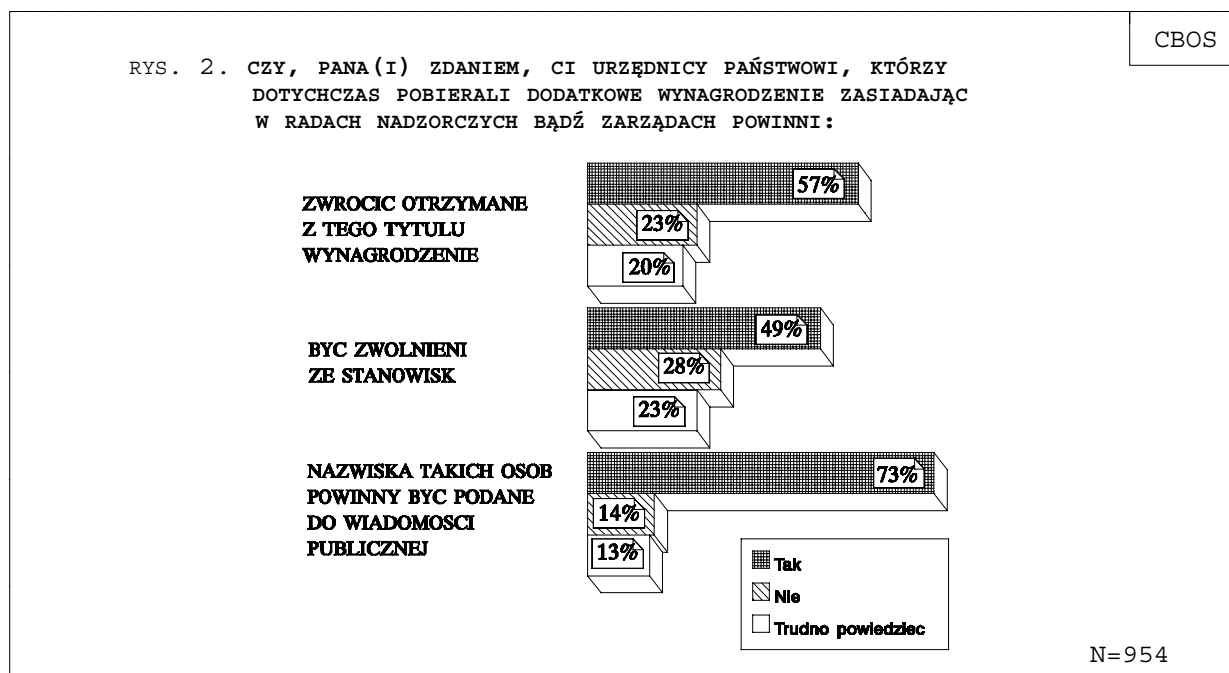 CBOS
RYS. 2. CZY, PANA(I) ZDANIEM, CI URZĘDNICY PAŃSTWOWI, KTÓRZY
DOTYCHCZAS POBIERALI DODATKOWE WYNAGRODZENIE ZASIADAJĄC
W RADACH NADZORCZYCH BĄDŹ ZARZĄDACH POWINNI:
ZWROCIC OTRZYMANE
Z TEGO TYTULU
WYNAGRODZENIE
57%
23%
20%
BYC ZWOLNIENI
ZE STANOWISK
49%
28%
23%
NAZWISKA TAKICH OSOB
POWINNY BYC PODANE
DO WIADOMOSCI
PUBLICZNEJ
73%
14%
13%
Tak
Nie
Trudno powiedziec
N=954